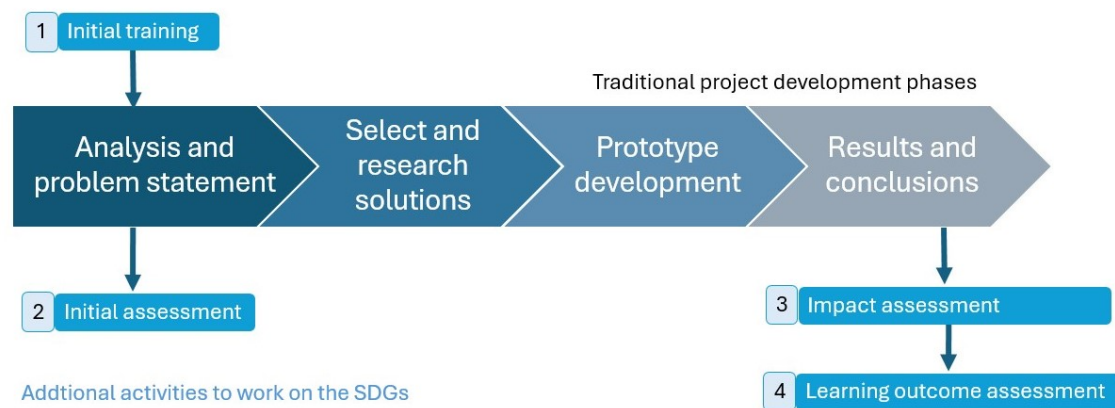 1 Initial training
Traditional project development phases
Analysis and
problem statement
Select and
research
solutions
Prototype
development
Results and
conclusions
2 Initial assessment
3 Impact assessment
Addtional activities to work on the SDGs
4 Learning outcome assessment